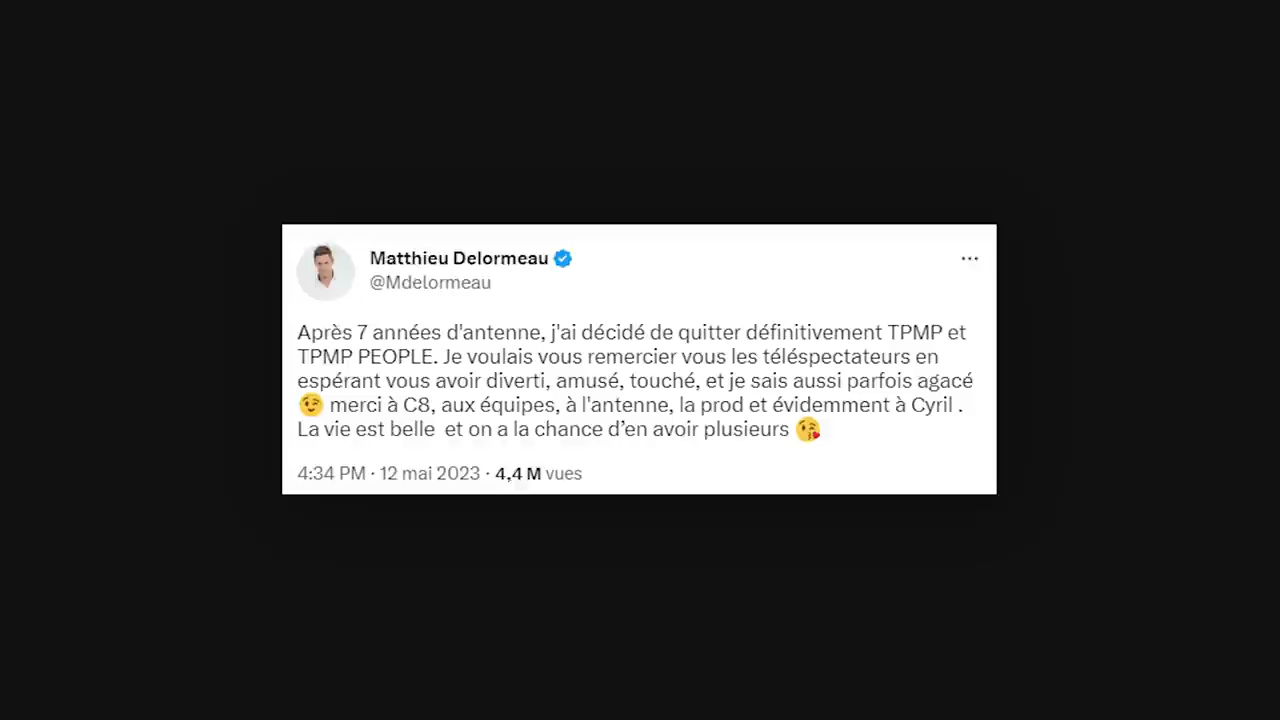 Matthieu Delormeau
@Mdelormeau
Après 7 années d'antenne, j'ai décidé de quitter définitivement TPMP et
TPMP PEOPLE. Je voulais vous remercier vous les téléspectateurs en
espérant vous avoir diverti, amusé, touché, et je sais aussi parfois agacé
😉 merci à C8, aux équipes, à l'antenne, la prod et évidemment à Cyril .
La vie est belle  et on a la chance d’en avoir plusieurs 😘
4:34 PM · 12 mai 2023 · 4,4 M vues